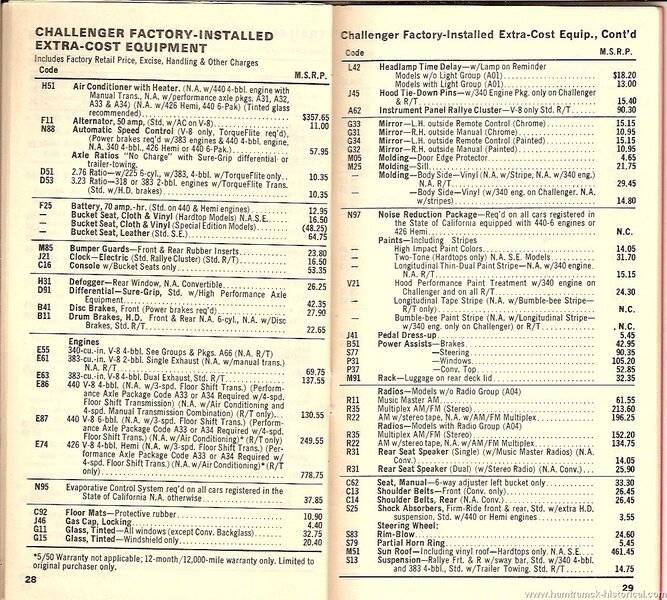 CHALLENGER FACTORY-INSTALLED
EXTRA-COST EQUIPMENT
Includes Factory Retail Price, Excise, Handling & Other Charges
Code M.S.R.P.
H51 Air Conditioner with Heater. (N.A. w/440 4-bbl. engine with
Manual Trans., N.A. w/performance axle pkgs. A31, A32,
A33 & A34) (N.A. w/426 Hemi, 440 6-Pak) (Tinted glass
recommended) $357.65
F11 Alternator, 50 amp, (Std. w/AC on V-8) 11.00
N88 Automatic Speed Control (V-8 only, TorqueFlite req'd),
(Power brakes req'd w/383 engines & 440 4-bbl. engine,
N.A. 340 4-bbl., 426 Hemi or 440 6-Pak.) 57.95
Axle Ratios "No Charge" with Sure-Grip differential or
trailer-towing.
D51 2.76 Ratio—w/225 6-cyl., w/383, 4-bbl. w/TorqueFlite only 10.35
D53 3.23 Ratio—318 or 383 2-bbl. engines w/TorqueFlite Trans.
(Std. w/H.D. brakes) 10.35
F25 Battery, 70 amp.-hr. (Std. on 440 & Hemi engines) 12.95
— Bucket Seat, Cloth & Vinyl (Hardtop Models) N.A.S.E. 16.50
— Bucket Seat, Cloth & Vinyl (Special Edition Models) (48.25)
— Bucket Seat, Leather (Std. S.E.) 64.75
M85 Bumper Guards—Front & Rear Rubber Inserts 23.80
J21 Clock—Electric (Std. Rallye Cluster) (Std. R/T) 16.50
C16 Console w/Bucket Seats only 53.35
H31 Defogger—Rear Window, N.A. Convertible 26.25
D91 Differential—Sure-Grip, Std. w/High Performance Axle
Equipment 42.35
B41 Disc Brakes, Front (Power brakes req'd) 27.90
B11 Drum Brakes, H.D. Front & Rear N.A. 6-cyl., N.A. w/Disc
Brakes, Std. R/T 22.65
Engines
E55 340-cu.-in. V-8 4-bbl. See Groups & Pkgs. A66 (N.A. R/T)
E61 383-cu.-in. V-8 2-bbl. Single Exhaust (N.A. w/manual trans.)
N.A. R/T) 69.75
E63 383-cu.-in. V-8 4-bbl. Dual Exhaust, Std. R/T 137.55
E86 440 V-8 4-bbl. (N.A. w/3-spd. Floor Shift Trans.) (Perform-
ance Axle Package Code A33 or A34 Required w/4-spd.
Floor Shift Transmission) (N.A. w/Air Conditioning and
4-spd. Manual Transmission Combination) (R/T only) 130.55
E87 440 V-8 6-bbl. (N.A. w/3-spd. Floor Shift Trans.) (Perform-
ance Axle Package Code A33 or A34 Required w/4-spd.
Floor Shift Trans.) (N.A. w/Air Conditioning)* (R/T only) 249.55
E74 426 V-8 4-bbl. Hemi (N.A. w/3-spd. Floor Shift Trans.) (Per-
formance Axle Package Code A33 or A34 Required w/
4-spd. Floor Shift Trans.) (N.A. w/Air Conditioning)* (R/T
only) 778.75
N95 Evaporative Control System req'd on all cars registered in the
State of California N.A. otherwise 37.85
C92 Floor Mats—Protective rubber 10.90
J46 Gas Cap, Locking 4.40
G11 Glass, Tinted—All windows (except Conv. Backglass) 32.75
G15 Glass, Tinted—Windshield only 20.40
*5/50 Warranty not applicable; 12-month/12,000-mile warranty only. Limited to
original purchaser only.
28
Challenger Factory-Installed Extra-Cost Equip., Cont'd
Code M.S.R.P.
L42 Headlamp Time Delay—w/Lamp on Reminder
Models w/o Light Group (A01) $18.20
Models with Light Group (A01) 13.00
J45 Hood Tie-Down Pins—w/340 Engine Pkg. only on Challenger
& R/T 15.40
A62 Instrument Panel Rallye Cluster—V-8 only Std. R/T 90.30
G33 Mirror—L.H. outside Remote Control (Chrome) 15.15
G31 Mirror—R.H. outside Manual (Chrome) 10.95
G34 Mirror—L.H. outside Remote Control (Painted) 15.15
G32 Mirror—R.H. outside Manual (Painted) 10.95
M05 Molding—Door Edge Protector 4.65
M25 Molding—Sill 21.75
— Molding—Body Side—Vinyl (N.A. w/Stripe, N.A. w/340 eng.)
N.A. R/T) 29.45
— —Body Side—Vinyl (w/340 eng. on Challenger. N.A.
w/stripes) 14.80
N97 Noise Reduction Package—Req'd on all cars registered in
the State of California equipped with 440-6 engines or
426 Hemi N.C.
Paints—Including Stripes
— High Impact Paint Colors 14.05
— Two-Tone (Hardtops only) N.A. S.E. Models 31.70
— Longitudinal Thin-Dual Paint Stripe—N.A. w/340 engine.
N.A. R/T 15.15
V21 Hood Performance Paint Treatment w/340 engine on
Challenger and on all R/T 24.30
— Longitudinal Tape Stripe (N.A. w/Bumble-bee Stripe—
R/T only) N.C.
— Bumble-bee Paint Stripe (N.A. w/Longitudinal Stripe—
w/340 eng. only on Challenger) or R/T N.C.
J41 Pedal Dress-up 5.45
B51 Power Assists—Brakes 42.95
S77 —Steering 90.35
P31 —Windows 105.20
P37 —Conv. Top 52.85
M91 Rack—Luggage on rear deck lid 32.35
Radios—Models w/o Radio Group (A04)
R11 Music Master AM 61.55
R35 Multiplex AM/FM (Stereo) 213.60
R22 AM w/stereo tape, N.A. w/AM/FM Multiplex 196.25
Radios—Models with Radio Group (A04)
R35 Multiplex AM/FM (Stereo) 152.20
R22 AM w/stereo tape, N.A. w/AM/FM Multiplex 134.75
R31 Rear Seat Speaker (Single) (w/Music Master Radios) (N.A.
Conv.) 14.05
R31 Rear Seat Speaker (Dual) (w/Stereo Radio) (N.A. Conv.) 25.90
C62 Seat, Manual—6-way adjuster left bucket only 33.30
C13 Shoulder Belts—Front (Conv. only) 26.45
C14 Shoulder Belts, Rear (N.A. Conv.) 26.45
S25 Shock Absorbers, Firm-Ride front & rear. Std. w/extra H.D.
suspension. Std. w/440 or Hemi engines 3.55
Steering Wheel:
S83 Rim-Blow 24.60
S79 Partial Horn Ring 5.45
M51 Sun Roof—Including vinyl roof—Hardtops only. N.A. S.E. 461.45
S13 Suspension—Rallye Frt. & R w/sway bar, Std. w/340 4-bbl.
and 383 4-bbl., Std. w/Trailer Towing. Std. R/T 14.75
29
www.hamtramck-historical.com